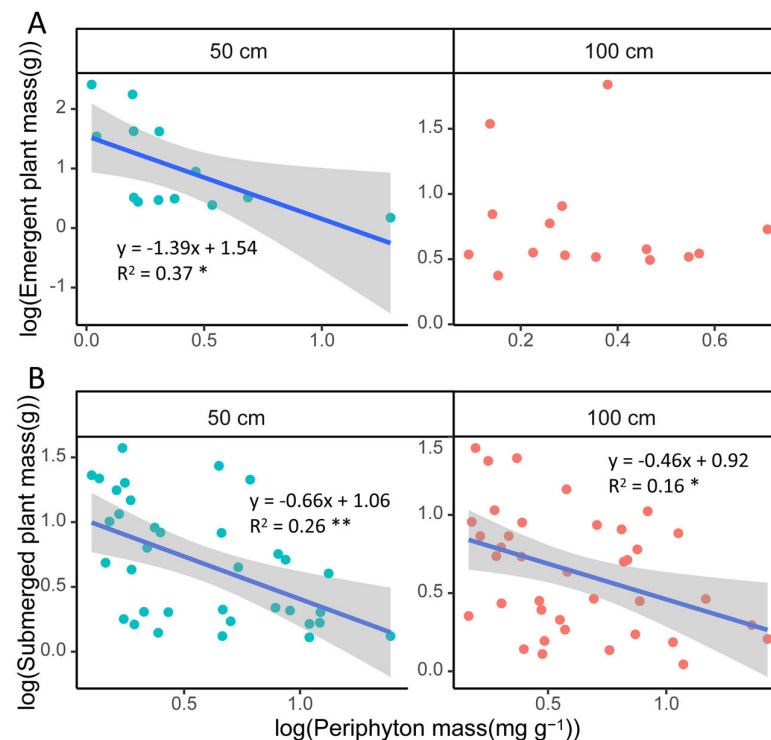 A
50 cm
100 cm
log(Emergent plant mass(g))
2
1
0
-1
y = -1.39x + 1.54
R² = 0.37 *
0.0
0.5
1.0
1.5
1.0
0.5
0.0
0.2
0.4
0.6
B
50 cm
100 cm
log(Submerged plant mass(g))
1.5
1.0
0.5
0.0
y = -0.66x + 1.06
R² = 0.26 **
0.5
1.0
1.5
1.0
0.5
0.0
y = -0.46x + 0.92
R² = 0.16 *
0.5
1.0
log(Periphyton mass(mg g⁻¹))